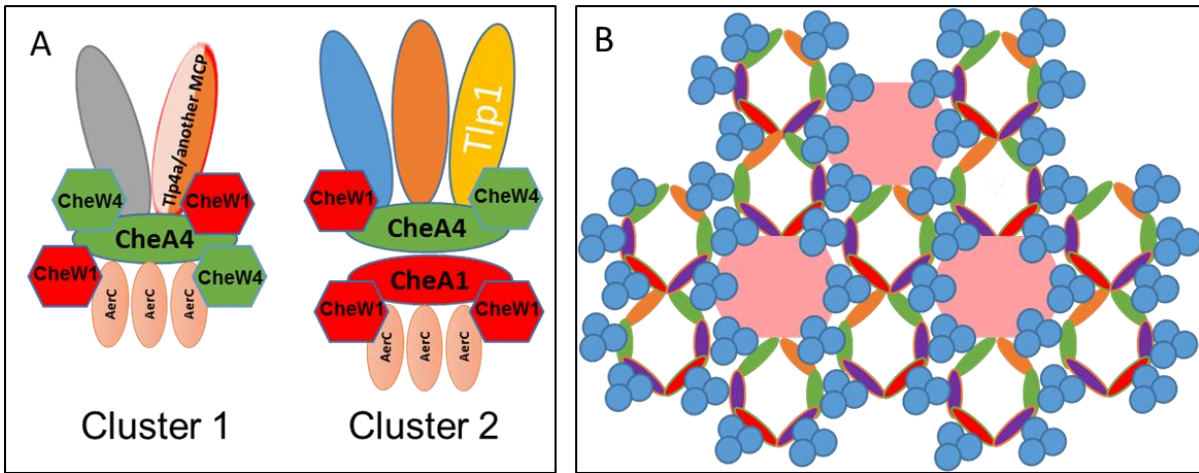 A
Tlp4a/another MCP
CheW4
CheW1
CheA4
CheW1
CheW4
AerC
AerC
AerC
Cluster 1
Tlp1
CheW1
CheW4
CheA4
CheA1
CheW1
CheW1
AerC
AerC
AerC
Cluster 2
B